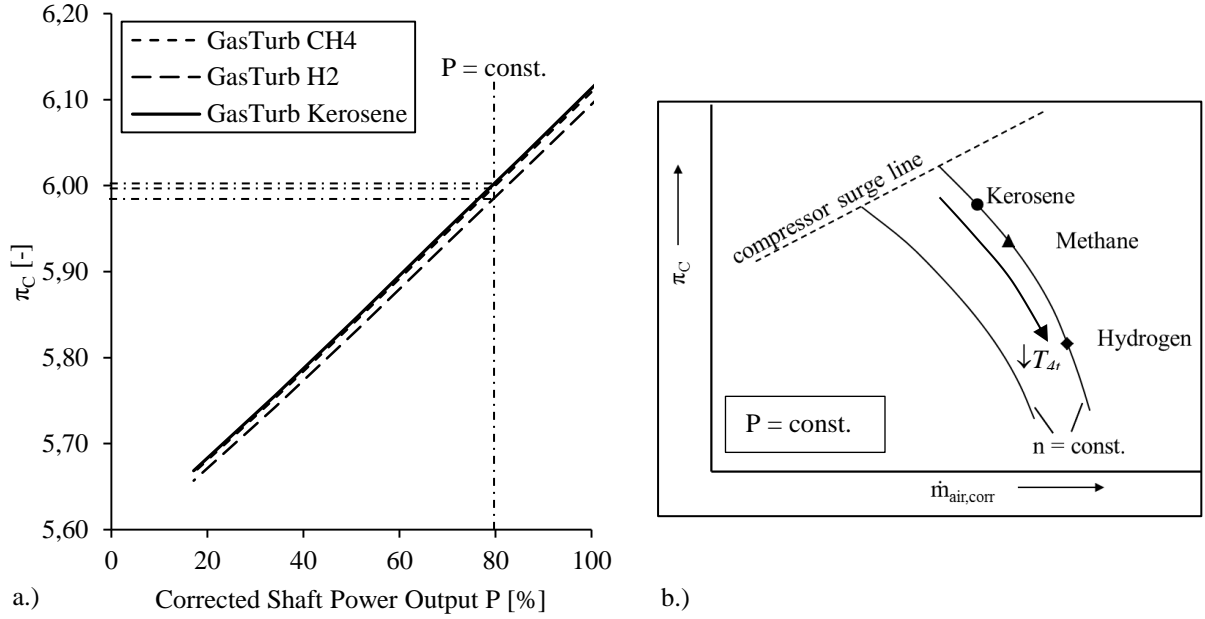 6,20
6,10
6,00
5,90
5,80
5,70
5,60
π_C [-]
GasTurb CH4
GasTurb H2
GasTurb Kerosene
P = const.
0 20 40 60 80 100
Corrected Shaft Power Output P [%]
a.)
compressor surge line
Kerosene
Methane
Hydrogen
↓T_4t
π_C
P = const.
n = const.
ṁ_air,corr
b.)